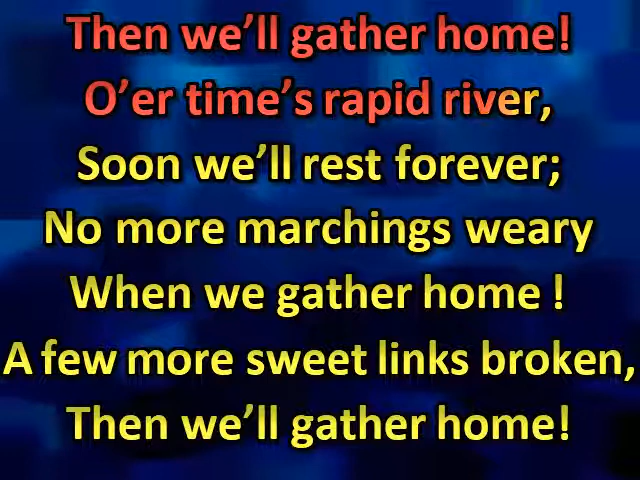 Then we’ll gather home!
O’er time’s rapid river,
Soon we’ll rest forever;
No more marchings weary
When we gather home !
A few more sweet links broken,
Then we’ll gather home!